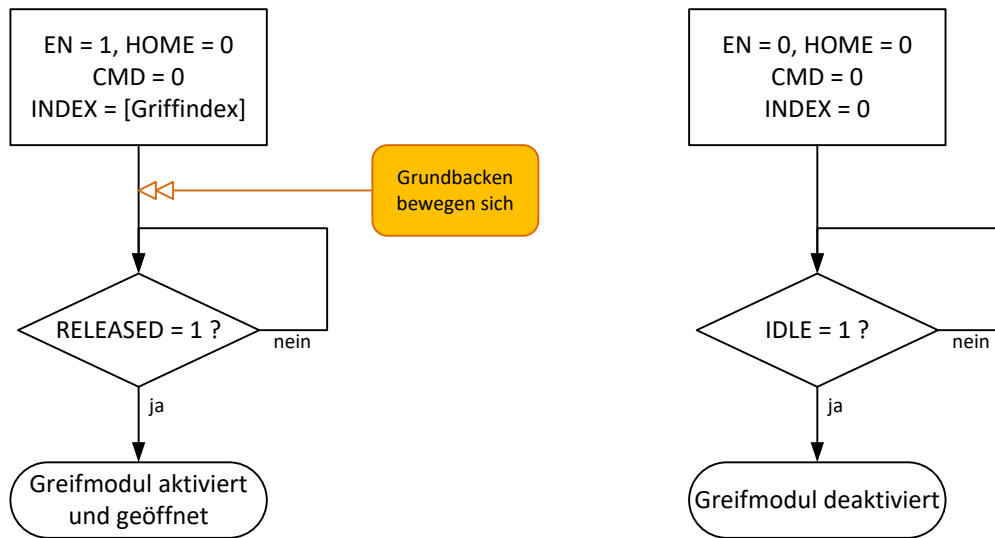 EN = 1, HOME = 0
CMD = 0
INDEX = [Griffindex]
Grundbacken
bewegen sich
RELEASED = 1 ?
nein
ja
Greifmodul aktiviert
und geöffnet
EN = 0, HOME = 0
CMD = 0
INDEX = 0
IDLE = 1 ?
nein
ja
Greifmodul deaktiviert